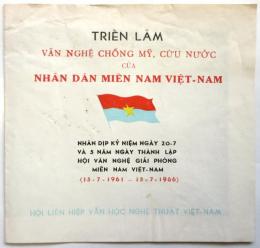 TRIỂN LÃM
VĂN NGHỆ CHỐNG MỸ, CỨU NƯỚC
CỦA
NHÂN DÂN MIỀN NAM VIỆT-NAM
NHÂN DỊP KỶ NIỆM NGÀY 20-7
VÀ 5 NĂM NGÀY THÀNH LẬP
HỘI VĂN NGHỆ GIẢI PHÓNG
MIỀN NAM VIỆT-NAM
(15-7-1961 — 15-7-1966)
HỘI LIÊN HIỆP VĂN HỌC NGHỆ THUẬT VIỆT-NAM